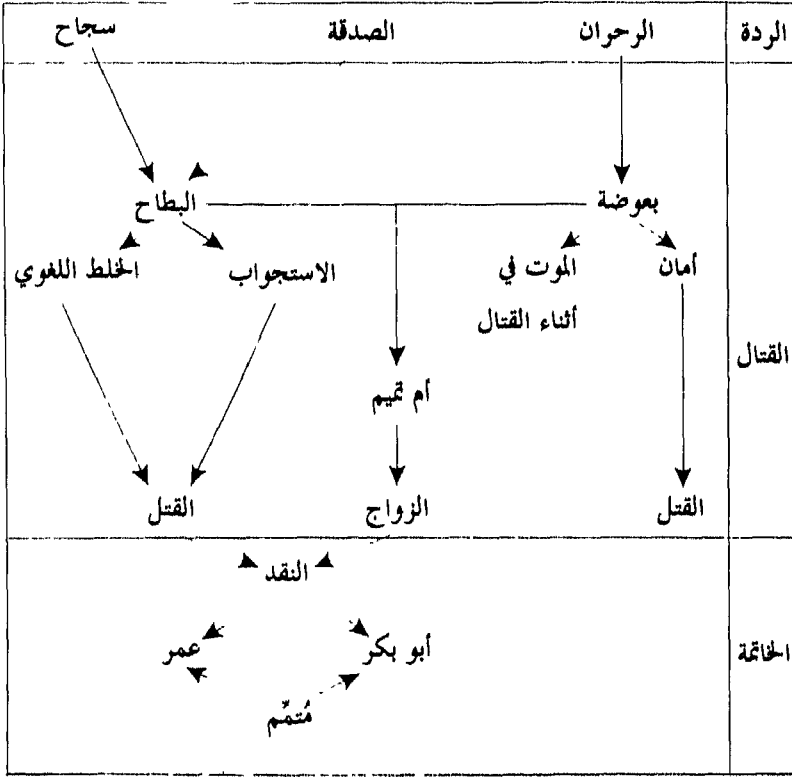 الردة الرحران الصدقة سجاح
بعوضة البطاح
أمان الموت في الاستجواب الخلط اللغوي
أثناء القتال
القتال
أم تميم
القتل الزواج القتل
النقد
الخاتمة أبو بكر عمر
مُتمِّم